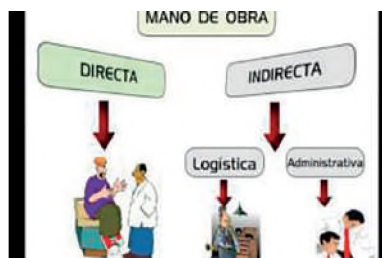 MANO DE OBRA
DIRECTA
INDIRECTA
Logística
Administrativa